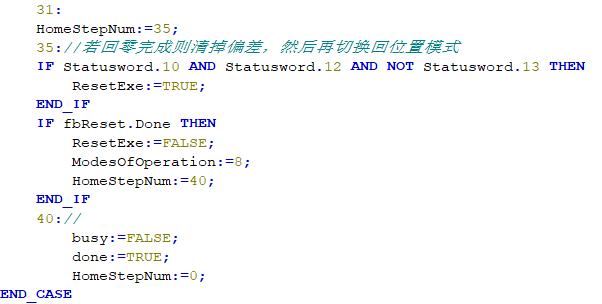 31:
HomeStepNum:=35;
35://若回零完成则清掉偏差，然后再切换回位置模式
IF Statusword.10 AND Statusword.12 AND NOT Statusword.13 THEN
ResetExe:=TRUE;
END_IF
IF fbReset.Done THEN
ResetExe:=FALSE;
ModesOfOperation:=8;
HomeStepNum:=40;
END_IF
40://
busy:=FALSE;
done:=TRUE;
HomeStepNum:=0;
END_CASE